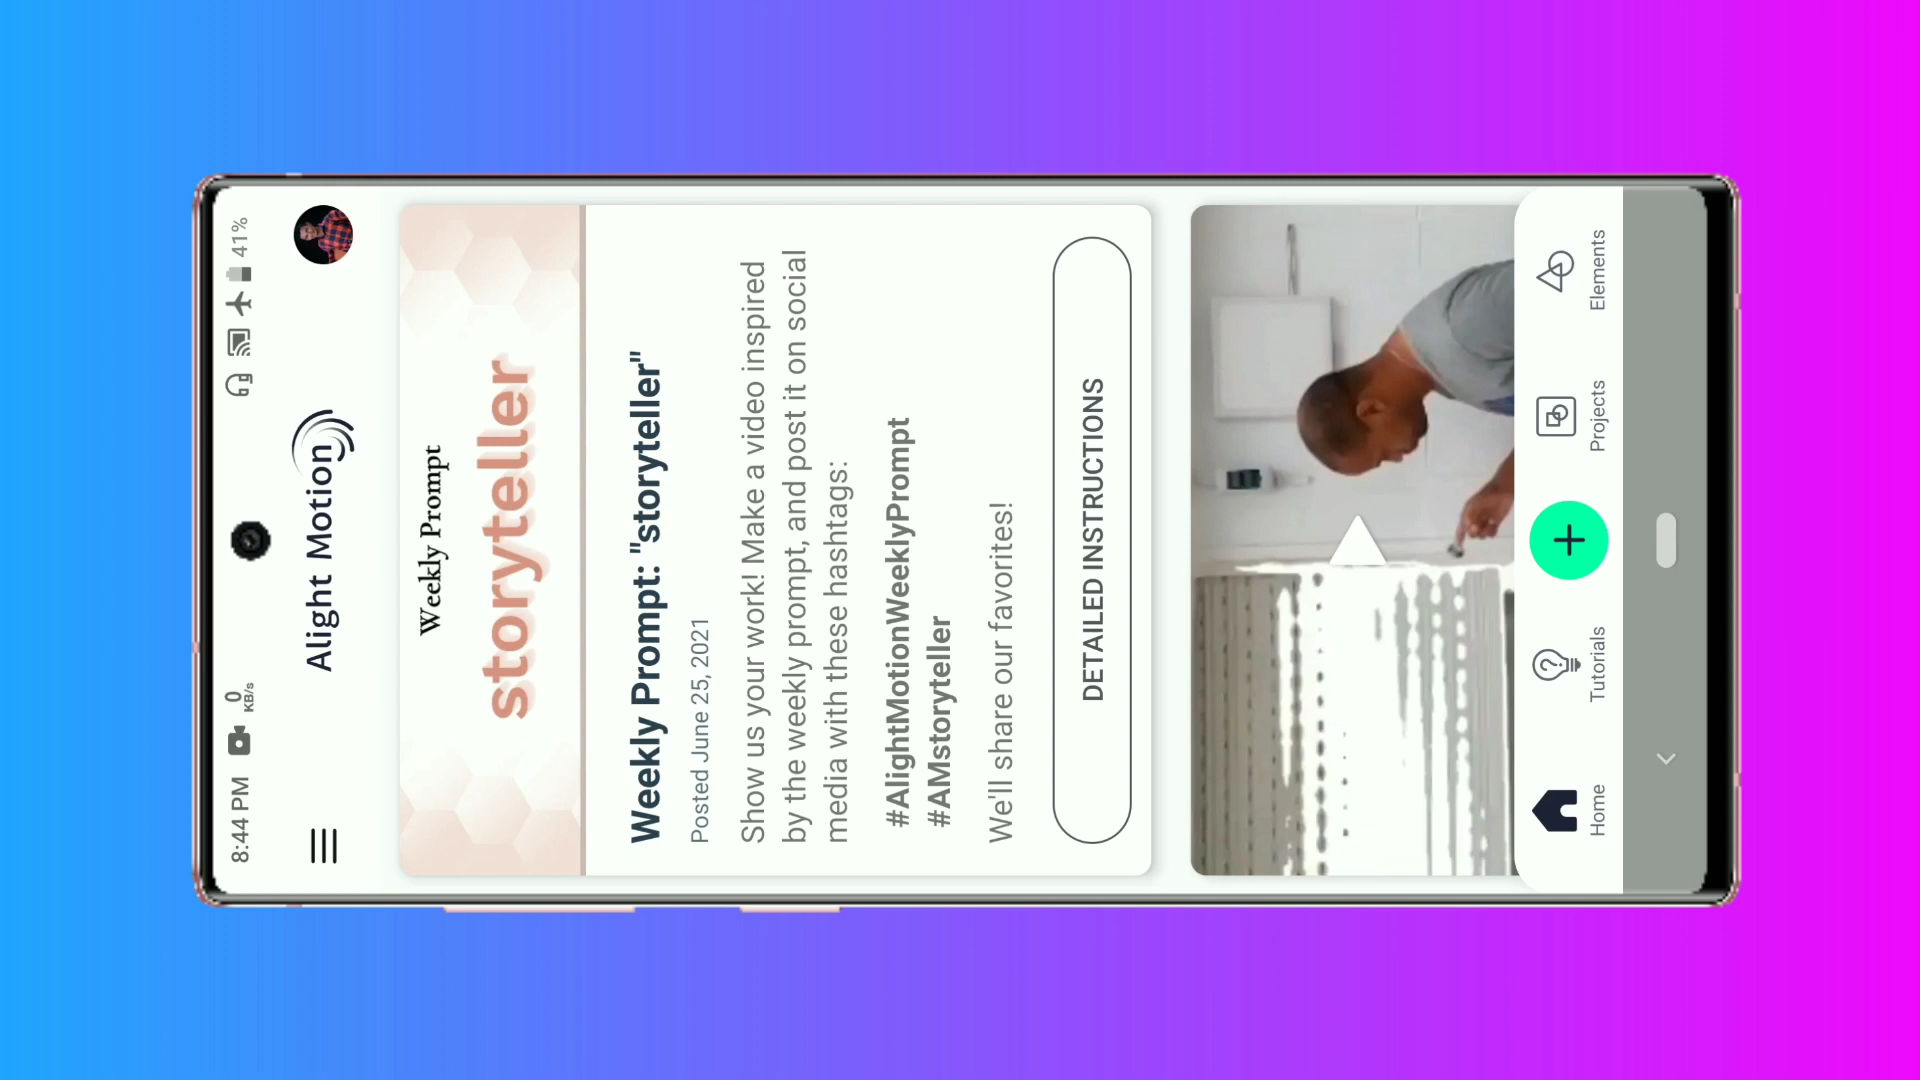 8:44 PM
0
KB/s
41%
Alight Motion
Weekly Prompt
storyteller
Weekly Prompt: "storyteller"
Posted June 25, 2021
Show us your work! Make a video inspired
by the weekly prompt, and post it on social
media with these hashtags:
#AlightMotionWeeklyPrompt
#AMstoryteller
We'll share our favorites!
DETAILED INSTRUCTIONS
Home
Tutorials
Projects
Elements